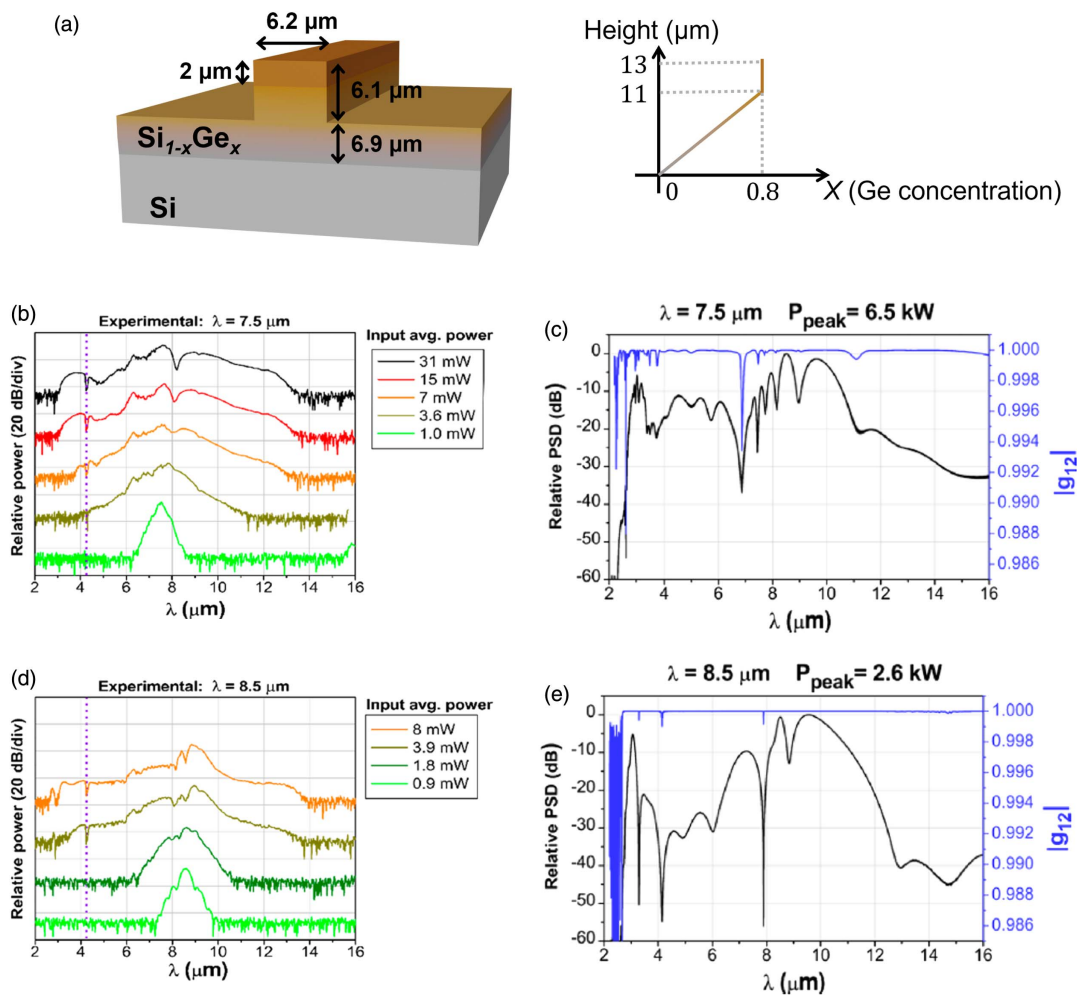 (a)
6.2 μm
2 μm
6.1 μm
6.9 μm
Si1-xGex
Si
Height (μm)
13
11
0
0.8
X (Ge concentration)
(b)
Experimental: λ = 7.5 μm
Input avg. power
31 mW
15 mW
7 mW
3.6 mW
1.0 mW
Relative power (20 dB/div)
2 4 6 8 10 12 14 16
λ (μm)
(c)
λ = 7.5 μm P_peak= 6.5 kW
Relative PSD (dB)
0
-10
-20
-30
-40
-50
-60
2 4 6 8 10 12 14 16
λ (μm)
1.000
0.998
0.996
0.994
0.992
0.990
0.988
0.986
|g12|
(d)
Experimental: λ = 8.5 μm
Input avg. power
8 mW
3.9 mW
1.8 mW
0.9 mW
Relative power (20 dB/div)
2 4 6 8 10 12 14 16
λ (μm)
(e)
λ = 8.5 μm P_peak= 2.6 kW
Relative PSD (dB)
0
-10
-20
-30
-40
-50
-60
2 4 6 8 10 12 14 16
λ (μm)
1.000
0.998
0.996
0.994
0.992
0.990
0.988
0.986
|g12|